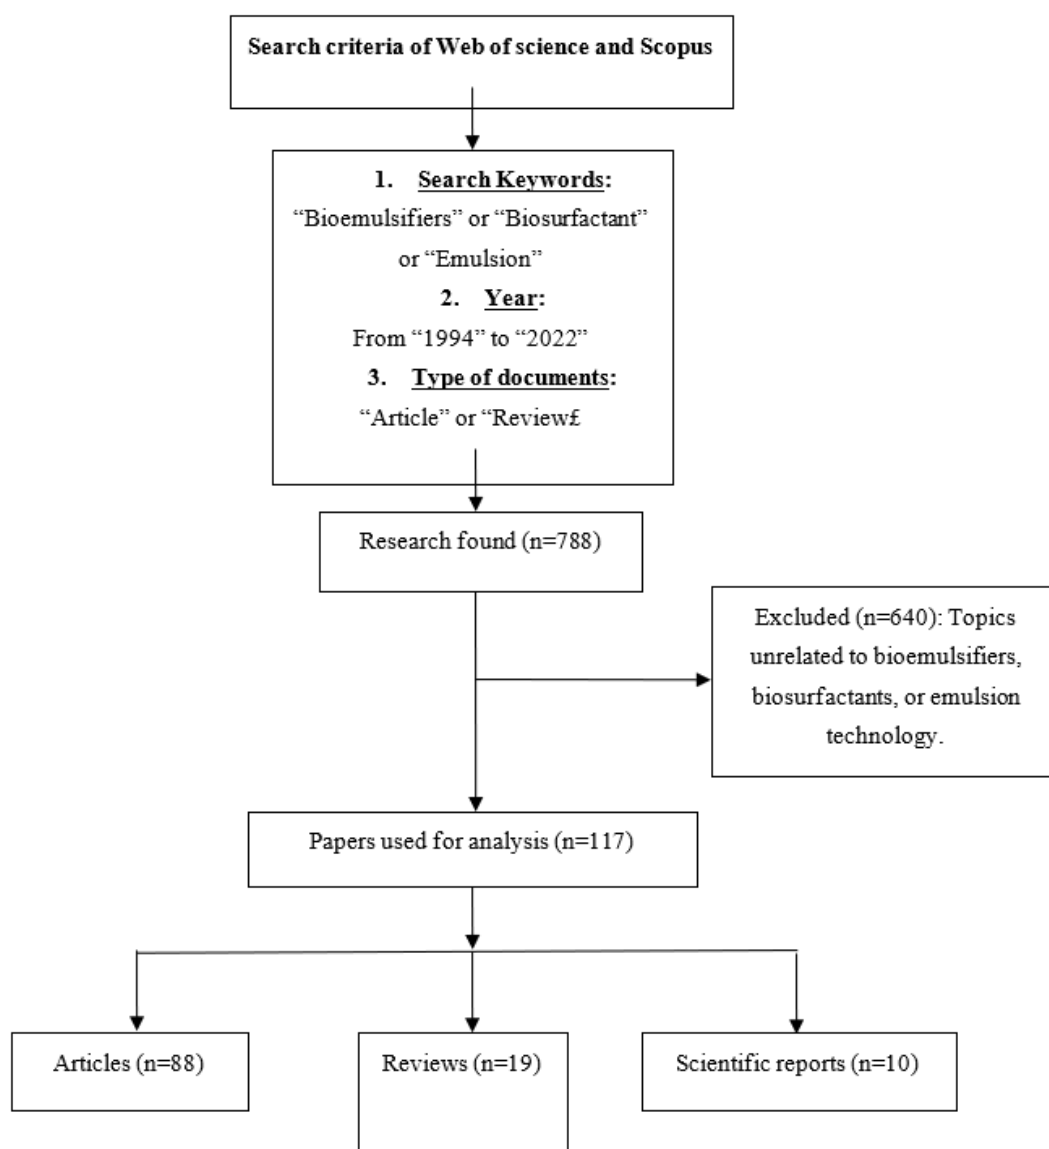 Search criteria of Web of science and Scopus
1. Search Keywords:
“Bioemulsifiers” or “Biosurfactant”
or “Emulsion”
2. Year:
From “1994” to “2022”
3. Type of documents:
“Article” or “Review£
Research found (n=788)
Excluded (n=640): Topics
unrelated to bioemulsifiers,
biosurfactants, or emulsion
technology.
Papers used for analysis (n=117)
Articles (n=88)
Reviews (n=19)
Scientific reports (n=10)